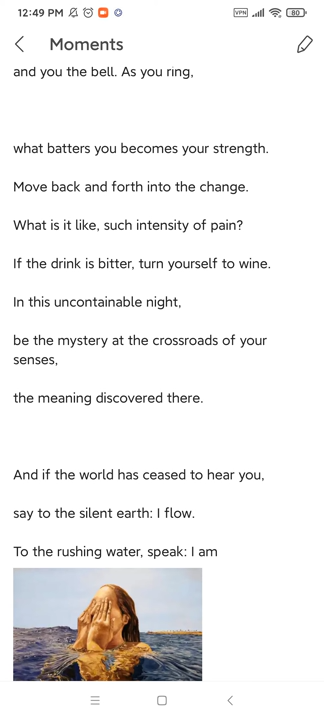 12:49 PM
VPN
80
Moments
and you the bell. As you ring,
what batters you becomes your strength.
Move back and forth into the change.
What is it like, such intensity of pain?
If the drink is bitter, turn yourself to wine.
In this uncontainable night,
be the mystery at the crossroads of your
senses,
the meaning discovered there.
And if the world has ceased to hear you,
say to the silent earth: I flow.
To the rushing water, speak: I am